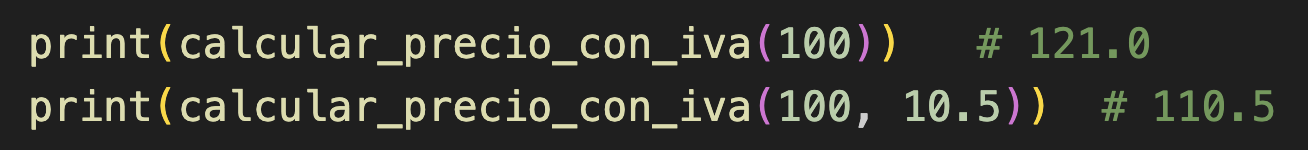 print(calcular_precio_con_iva(100))   # 121.0
print(calcular_precio_con_iva(100, 10.5))  # 110.5